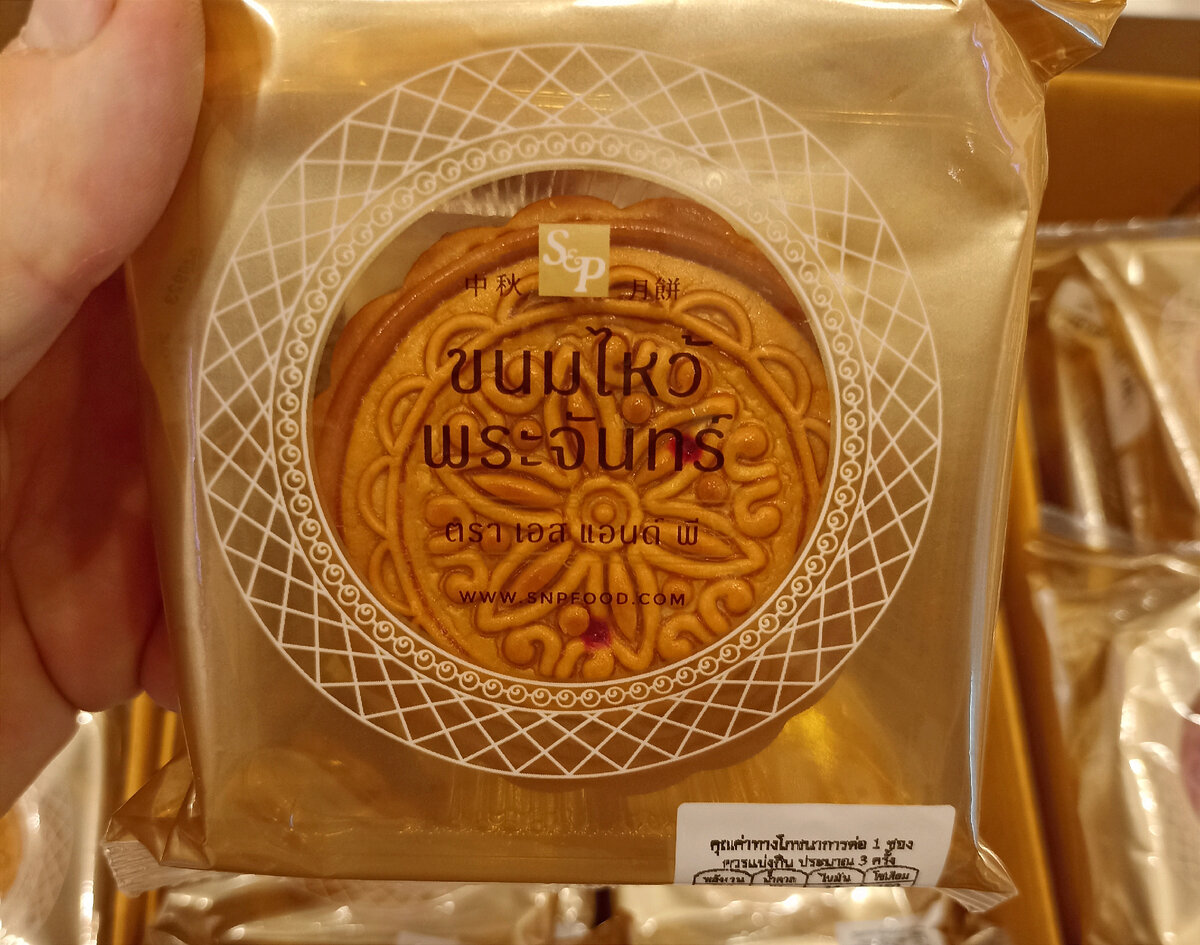 S&P
中秋 月餅
ขนมไหว้
พระจันทร์
ตรา เอส แอนด์ พี
WWW.SNPFOOD.COM
คุณค่าทางโภชนาการต่อ 1 ซอง
ควรแบ่งกิน ประมาณ 3 ครั้ง
พลังงาน น้ำตาล ไขมัน โซเดียม